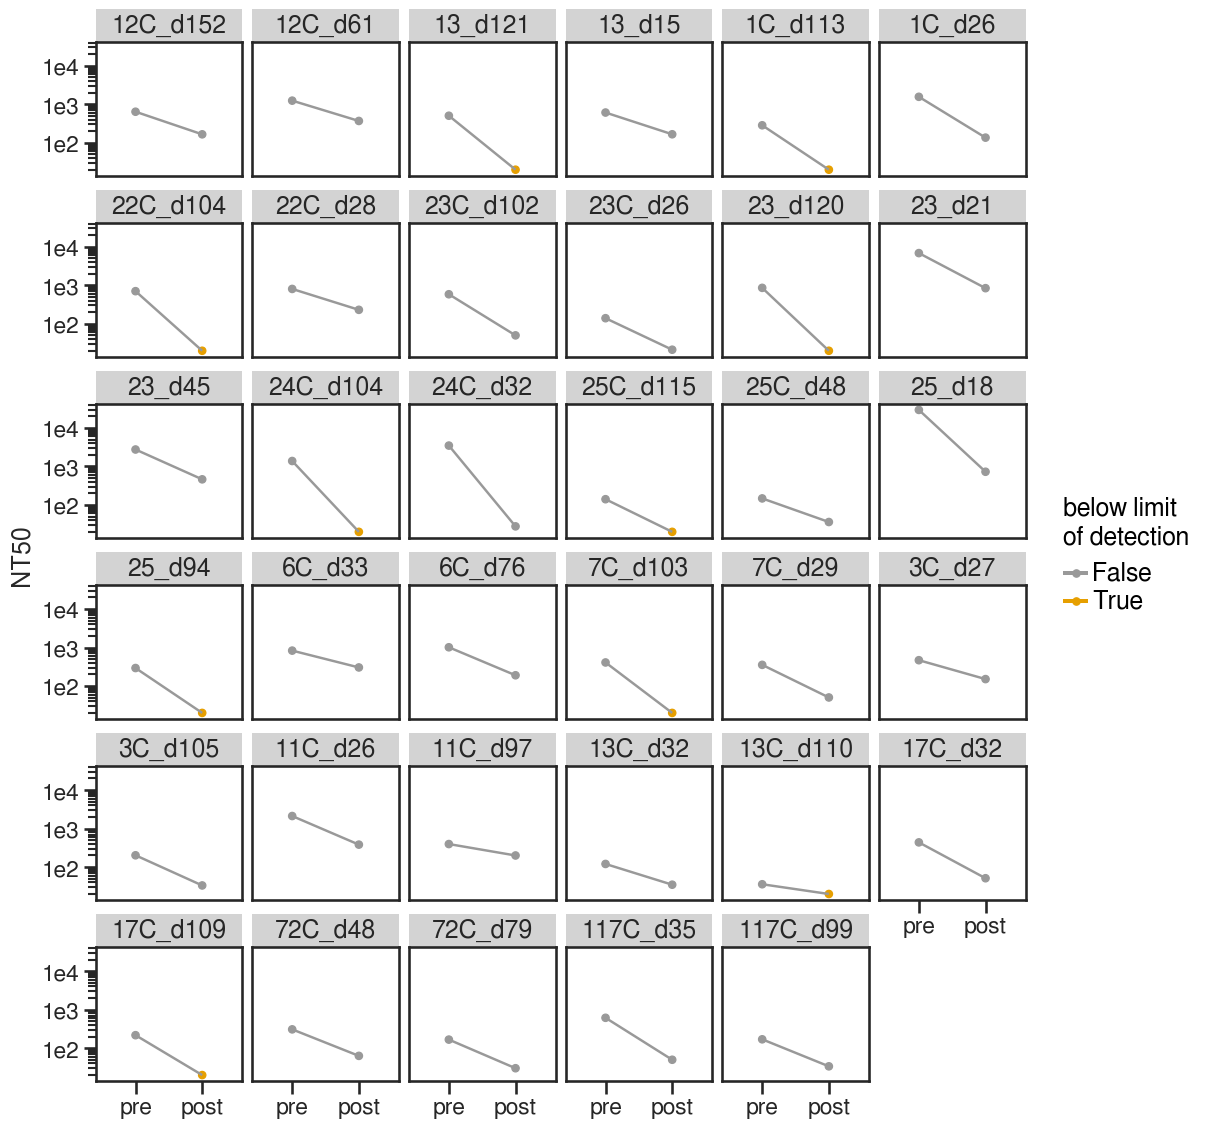 12C_d152 12C_d61 13_d121 13_d15 1C_d113 1C_d26
1e4
1e3
1e2
22C_d104 22C_d28 23C_d102 23C_d26 23_d120 23_d21
1e4
1e3
1e2
23_d45 24C_d104 24C_d32 25C_d115 25C_d48 25_d18
1e4
1e3
1e2
NT50
below limit
of detection
False
True
25_d94 6C_d33 6C_d76 7C_d103 7C_d29 3C_d27
1e4
1e3
1e2
3C_d105 11C_d26 11C_d97 13C_d32 13C_d110 17C_d32
1e4
1e3
1e2
pre post
17C_d109 72C_d48 72C_d79 117C_d35 117C_d99
1e4
1e3
1e2
pre post pre post pre post pre post pre post